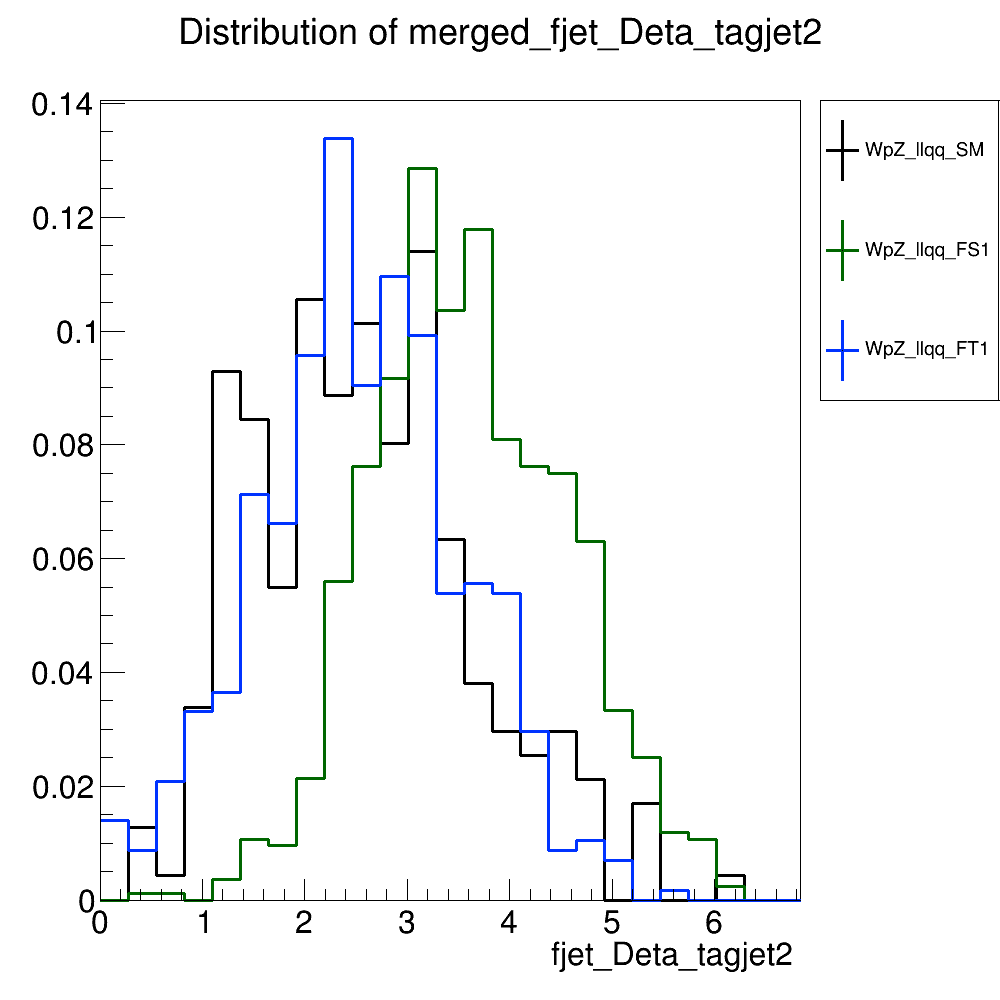 Distribution of merged_fjet_Deta_tagjet2
0.14
0.12
0.1
0.08
0.06
0.04
0.02
0
0 1 2 3 4 5 6
fjet_Deta_tagjet2
WpZ_llqq_SM
WpZ_llqq_FS1
WpZ_llqq_FT1